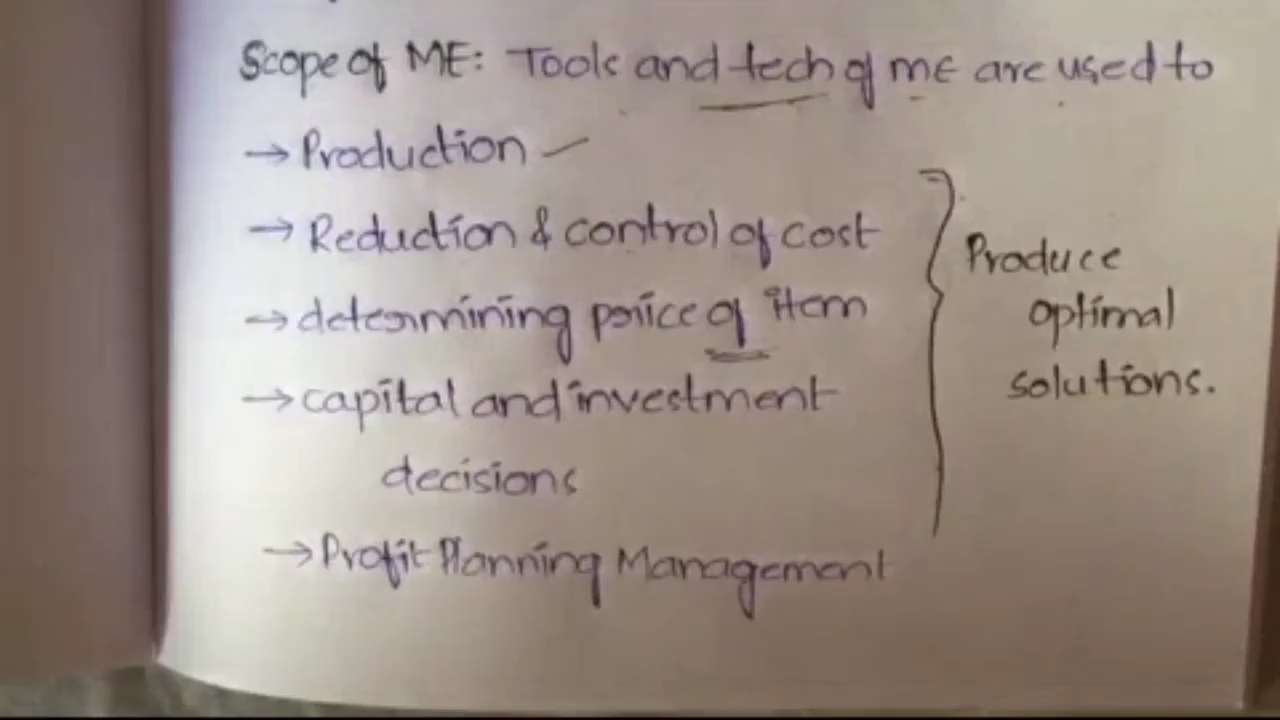 Scope of ME: Tools and tech of ME are used to
→ Production
→ Reduction & control of cost
→ determining price of item
→ capital and investment
decisions
→ Profit Planning Management
Produce
optimal
solutions.